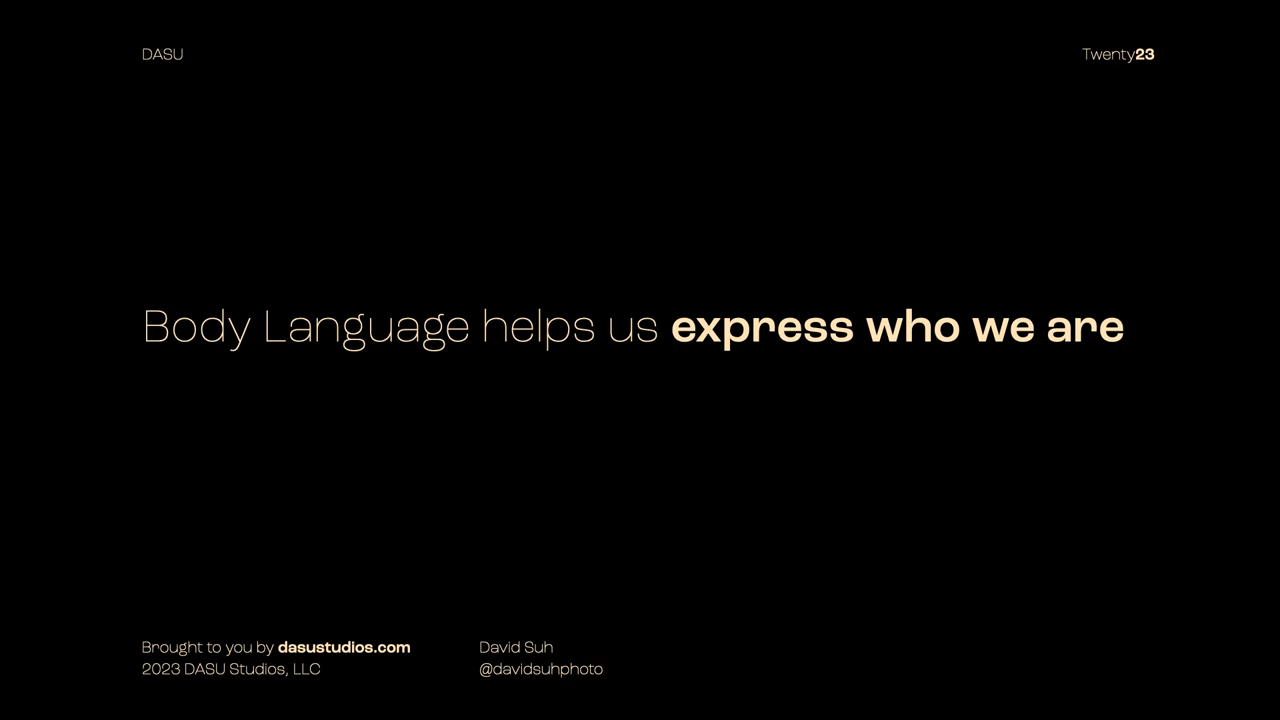 DASU
Twenty23
Body Language helps us express who we are
Brought to you by dasustudios.com
2023 DASU Studios, LLC
David Suh
@davidsuhphoto